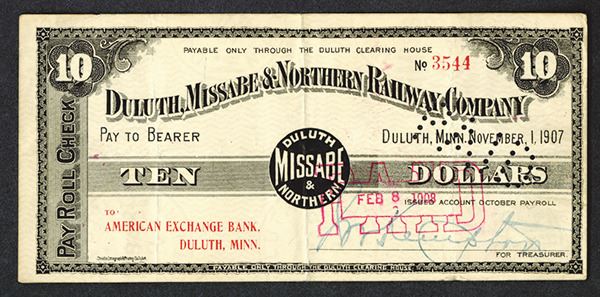 PAYABLE ONLY THROUGH THE DULUTH CLEARING HOUSE
No 3544
10
10
DULUTH, MISSABE & NORTHERN RAILWAY COMPANY
PAY TO BEARER
DULUTH, MINN. NOVEMBER, 1, 1907
PAY ROLL CHECK
DULUTH
MISSABE
&
NORTHERN
TEN
DOLLARS
PAID
FEB 8 1908
ISSUED ACCOUNT OCTOBER PAYROLL
TO
AMERICAN EXCHANGE BANK.
DULUTH, MINN.
FOR TREASURER.
PAYABLE ONLY THROUGH THE DULUTH CLEARING HOUSE